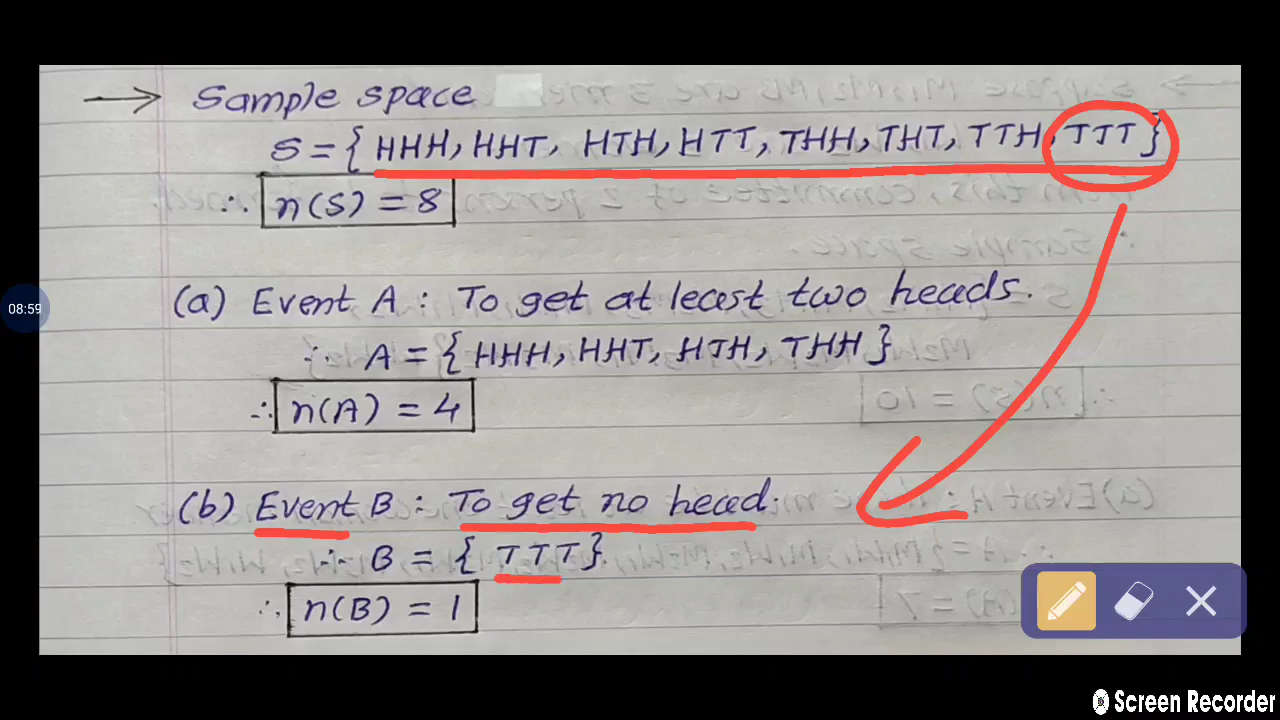 → Sample space
S = { HHH, HHT, HTH, HTT, THH, THT, TTH, TTT }
∴ n(S) = 8
(a) Event A : To get at least two heads.
∴ A = { HHH, HHT, HTH, THH }
∴ n(A) = 4
(b) Event B : To get no head.
∴ B = { TTT }
∴ n(B) = 1
08:59
Screen Recorder